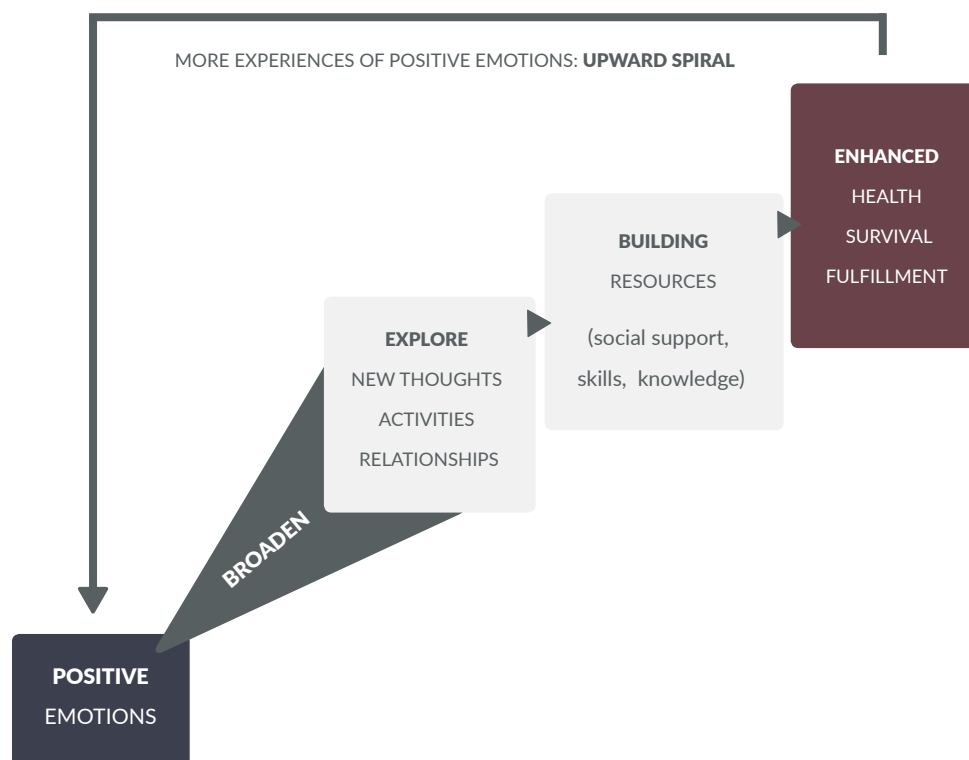 MORE EXPERIENCES OF POSITIVE EMOTIONS: UPWARD SPIRAL
ENHANCED
HEALTH
SURVIVAL
FULFILLMENT
BUILDING
RESOURCES
(social support,
skills, knowledge)
EXPLORE
NEW THOUGHTS
ACTIVITIES
RELATIONSHIPS
BROADEN
POSITIVE
EMOTIONS